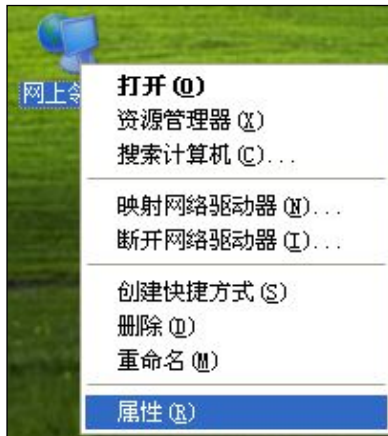 网上
打开(O)
资源管理器(X)
搜索计算机(C)...
映射网络驱动器(N)...
断开网络驱动器(I)...
创建快捷方式(S)
删除(D)
重命名(M)
属性(R)